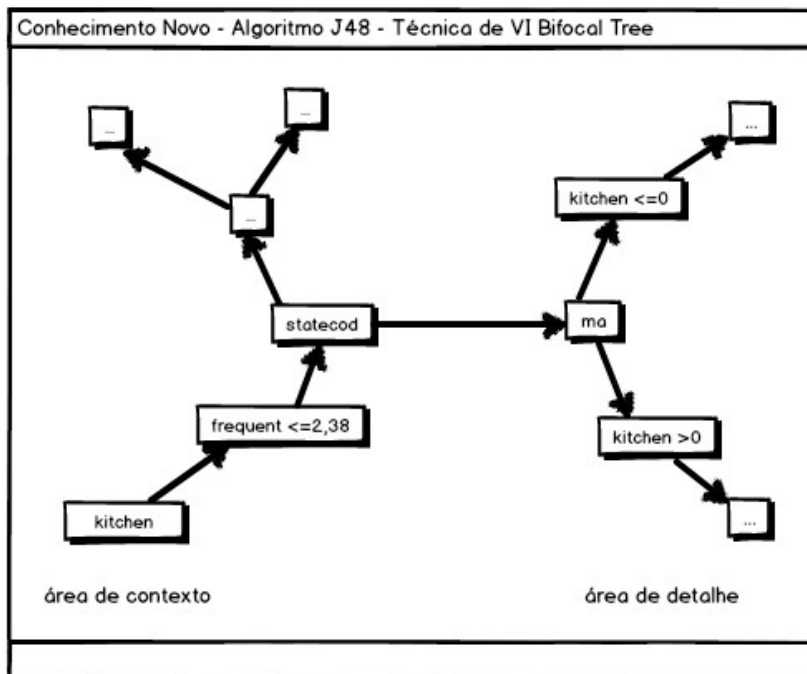 Conhecimento Novo - Algoritmo J48 - Técnica de VI Bifocal Tree
...
...
...
kitchen <=0
...
statecod
ma
frequent <=2,38
kitchen >0
kitchen
...
área de contexto
área de detalhe